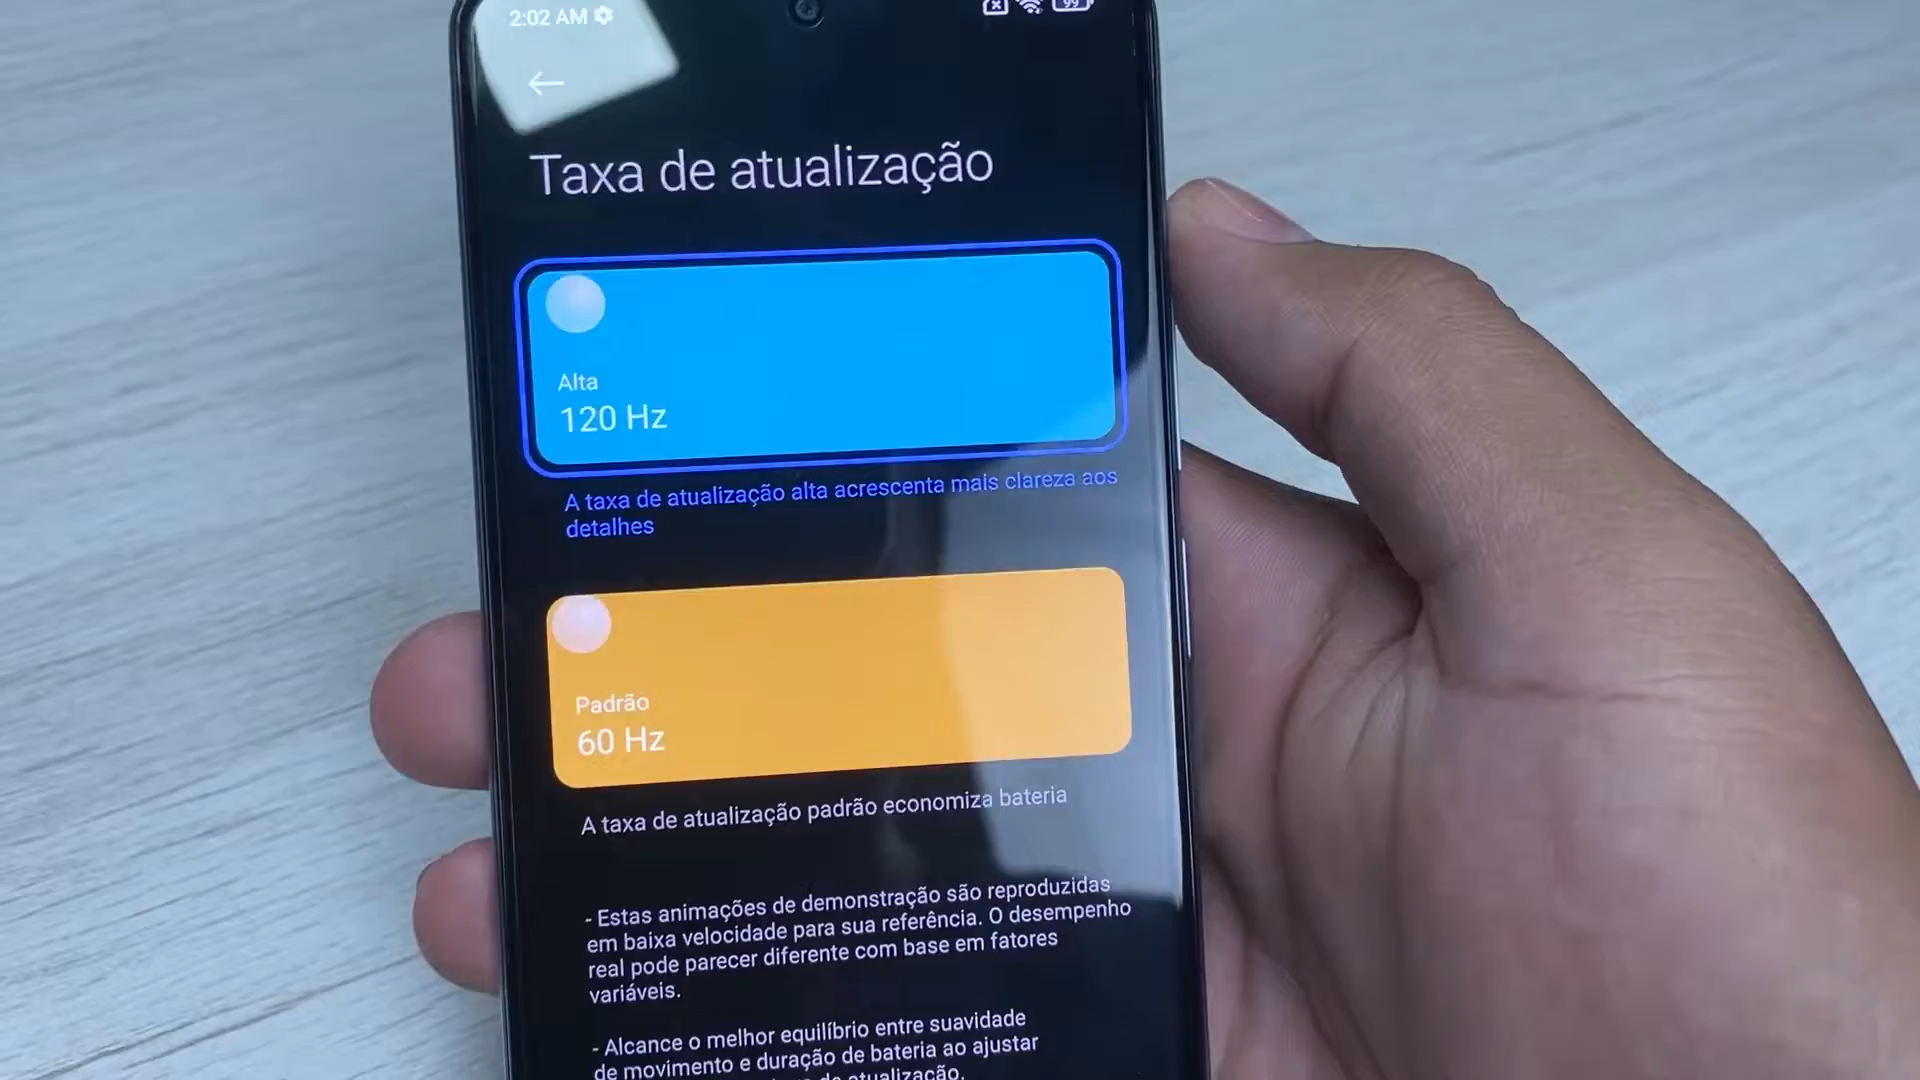 2:02 AM
99
Taxa de atualização
Alta
120 Hz
A taxa de atualização alta acrescenta mais clareza aos
detalhes
Padrão
60 Hz
A taxa de atualização padrão economiza bateria
- Estas animações de demonstração são reproduzidas
em baixa velocidade para sua referência. O desempenho
real pode parecer diferente com base em fatores
variáveis.
- Alcance o melhor equilíbrio entre suavidade
de movimento e duração de bateria ao ajustar
de atualização.